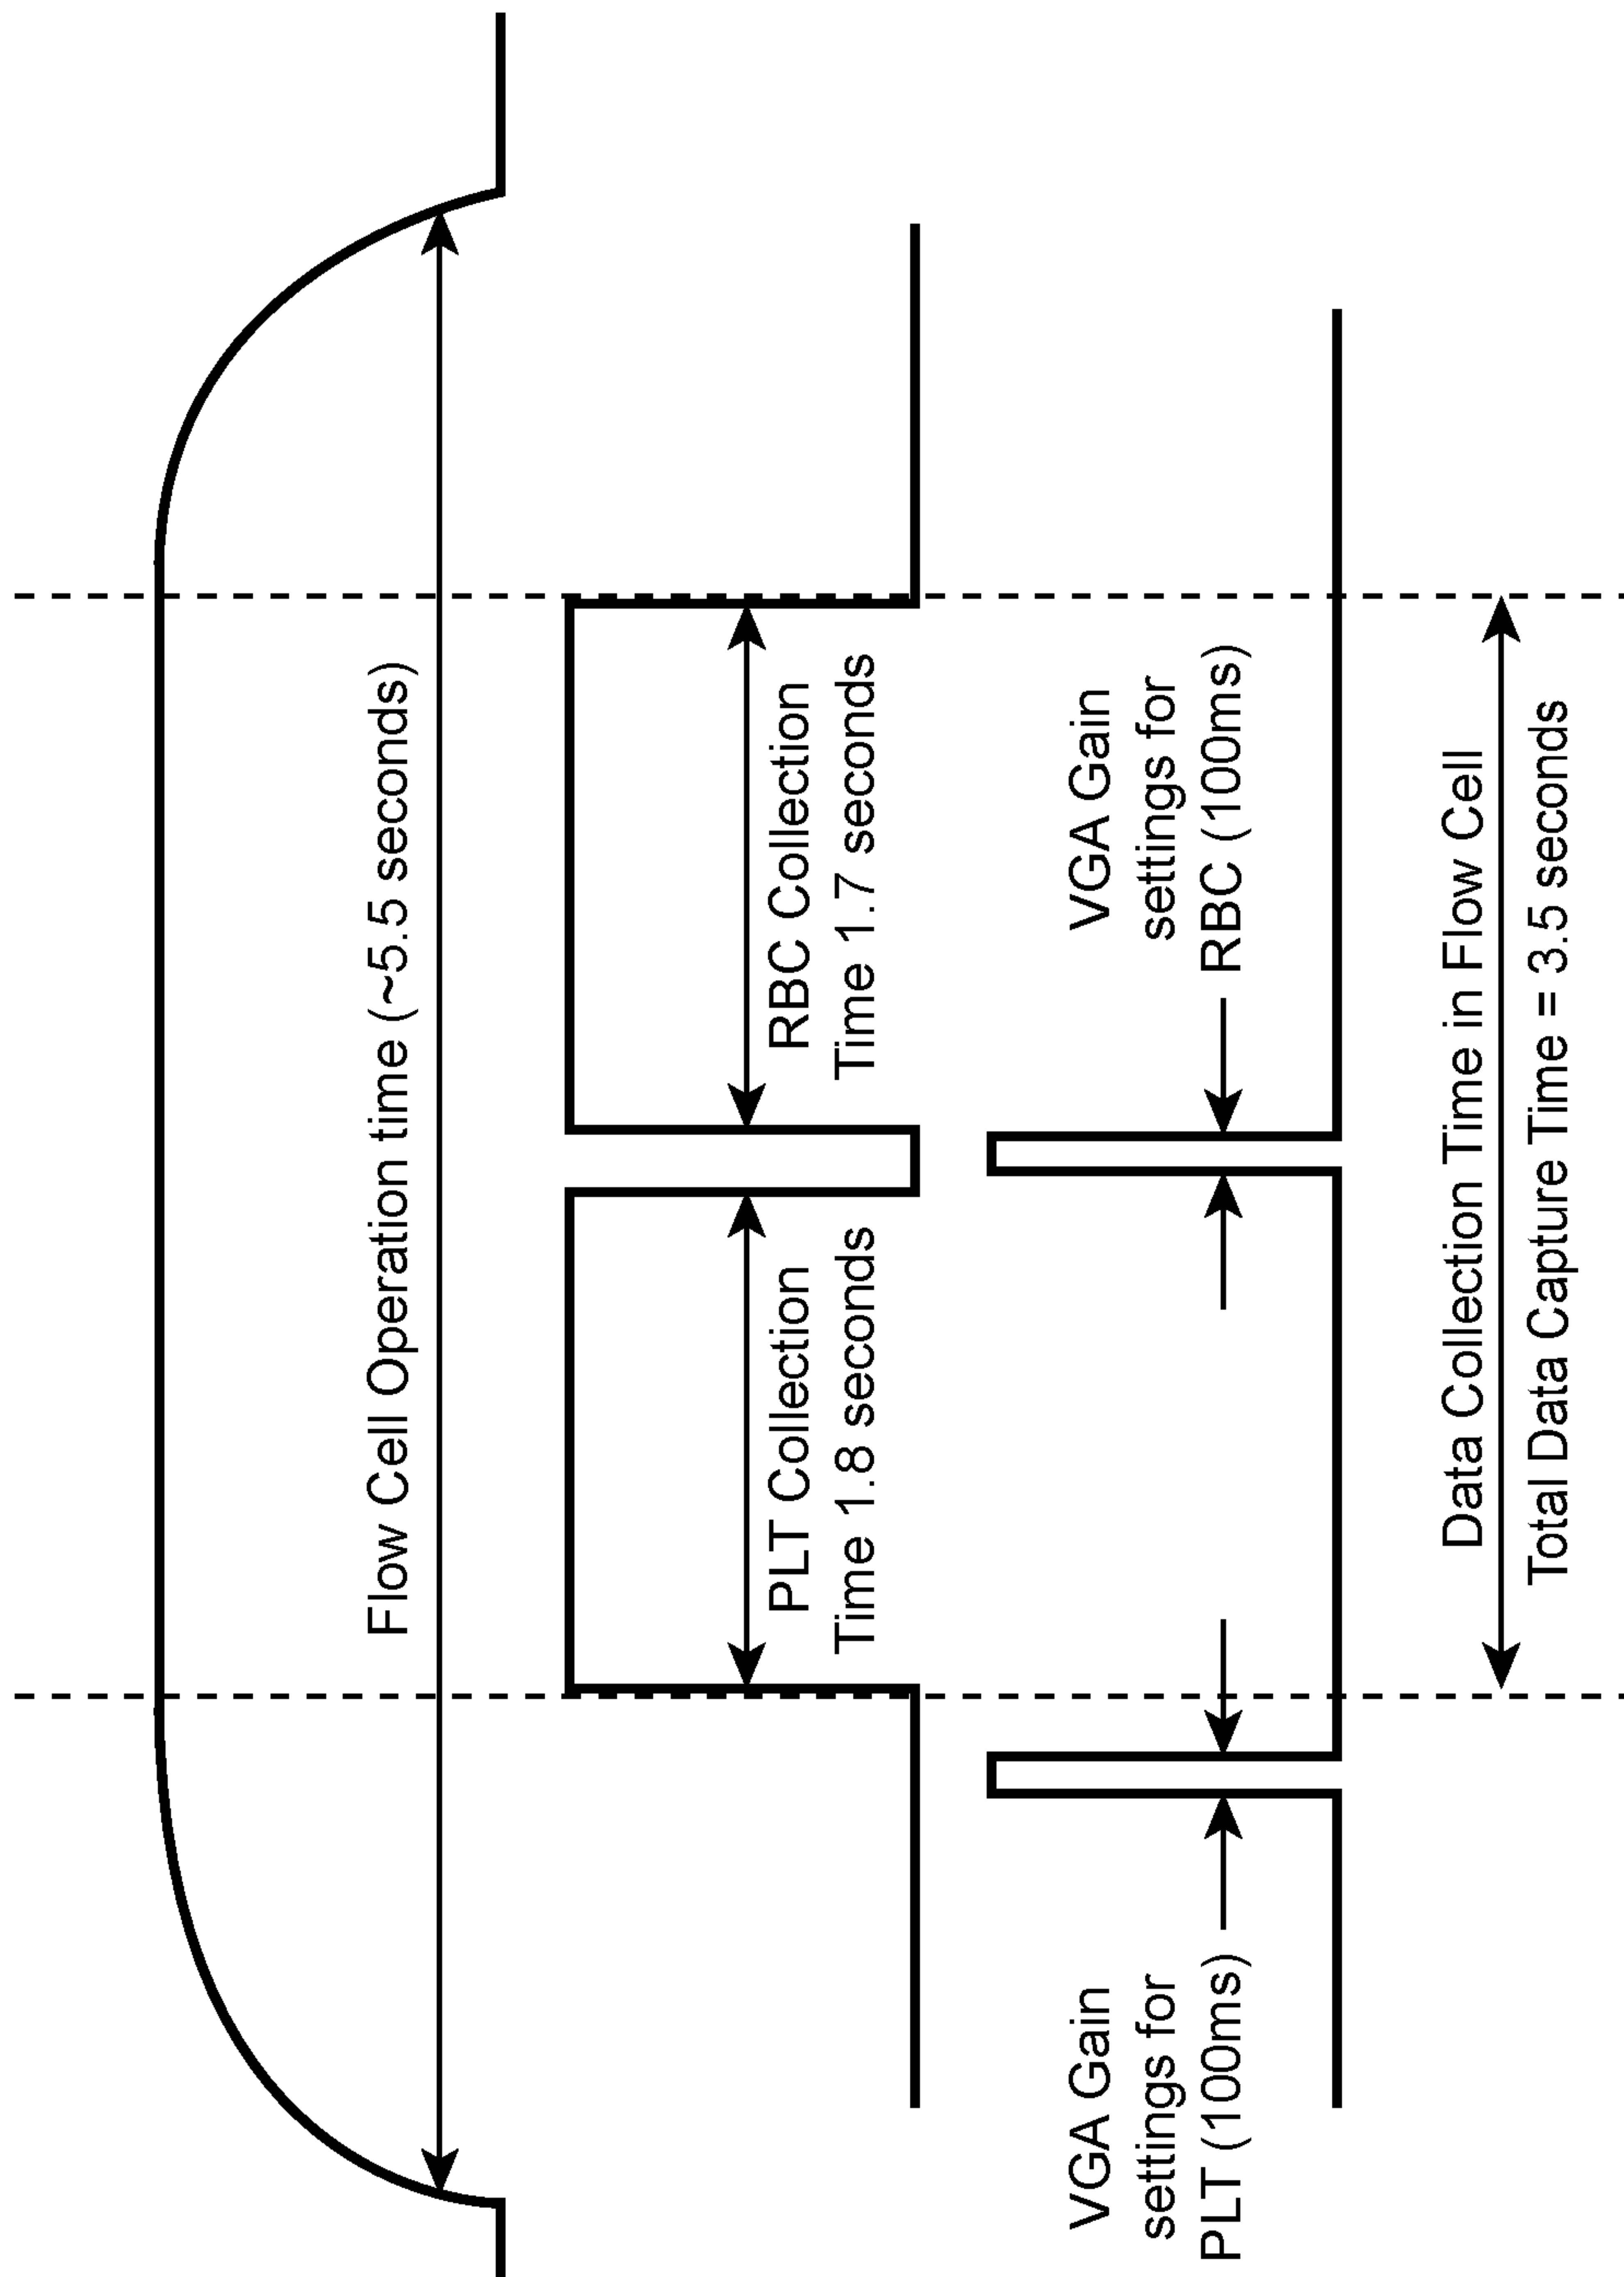 Flow Cell Operation time (~5.5 seconds)
PLT Collection
Time 1.8 seconds
RBC Collection
Time 1.7 seconds
VGA Gain
settings for
PLT (100ms)
VGA Gain
settings for
RBC (100ms)
Data Collection Time in Flow Cell
Total Data Capture Time = 3.5 seconds